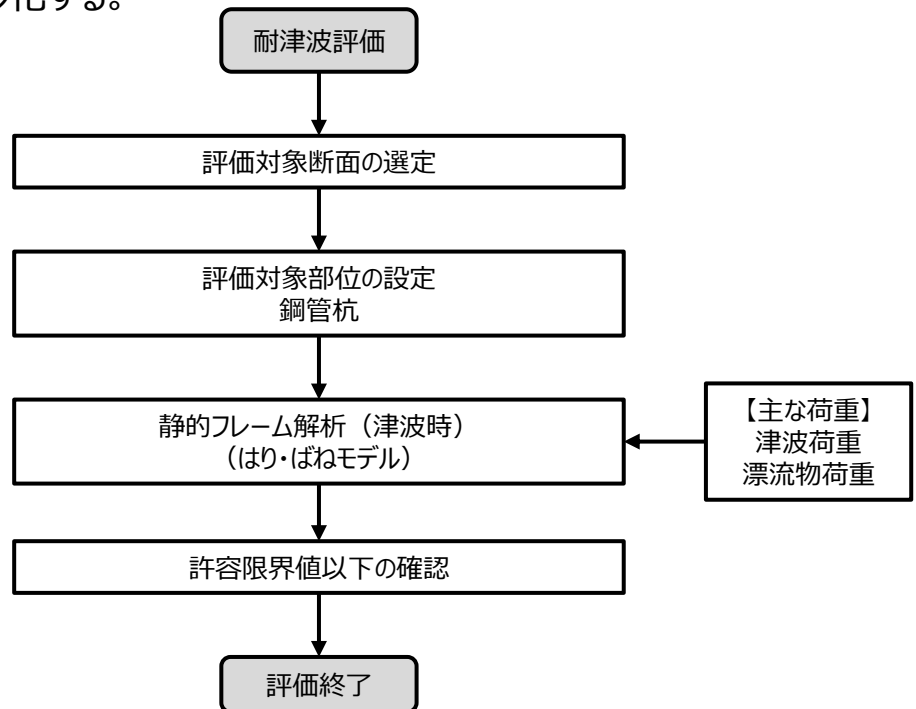 化する。
耐津波評価
評価対象断面の選定
評価対象部位の設定
鋼管杭
静的フレーム解析（津波時）
（はり・ばねモデル）
【主な荷重】
津波荷重
漂流物荷重
許容限界値以下の確認
評価終了